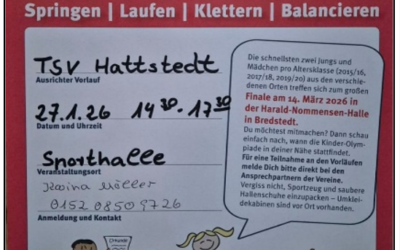 Springen | Laufen | Klettern | Balancieren
TSV Hattstedt
Ausrichter Vorlauf
27.1.26 14³⁰-17³⁰
Datum und Uhrzeit
Sporthalle
Veranstaltungsort
Karina Möller
0152 0850 9726
Anmeldung und Kontakt
Die schnellsten zwei Jungs und
Mädchen pro Altersklasse (2015/16,
2017/18, 2019/20) aus den verschie-
denen Orten treffen sich zum großen
Finale am 14. März 2026 in
der Harald-Nommensen-Halle
in Bredstedt.
Du möchtest mitmachen? Dann schau
einfach nach, wann die Kinder-Olym-
piade in deiner Nähe stattfindet.
Für eine Teilnahme an den Vorläufen
melde Dich bitte direkt bei den
Ansprechpartner der Vereine.
Vergiss nicht, Sportzeug und saubere
Hallenschuhe einzupacken – Umklei-
dekabinen sind vor Ort vorhanden.